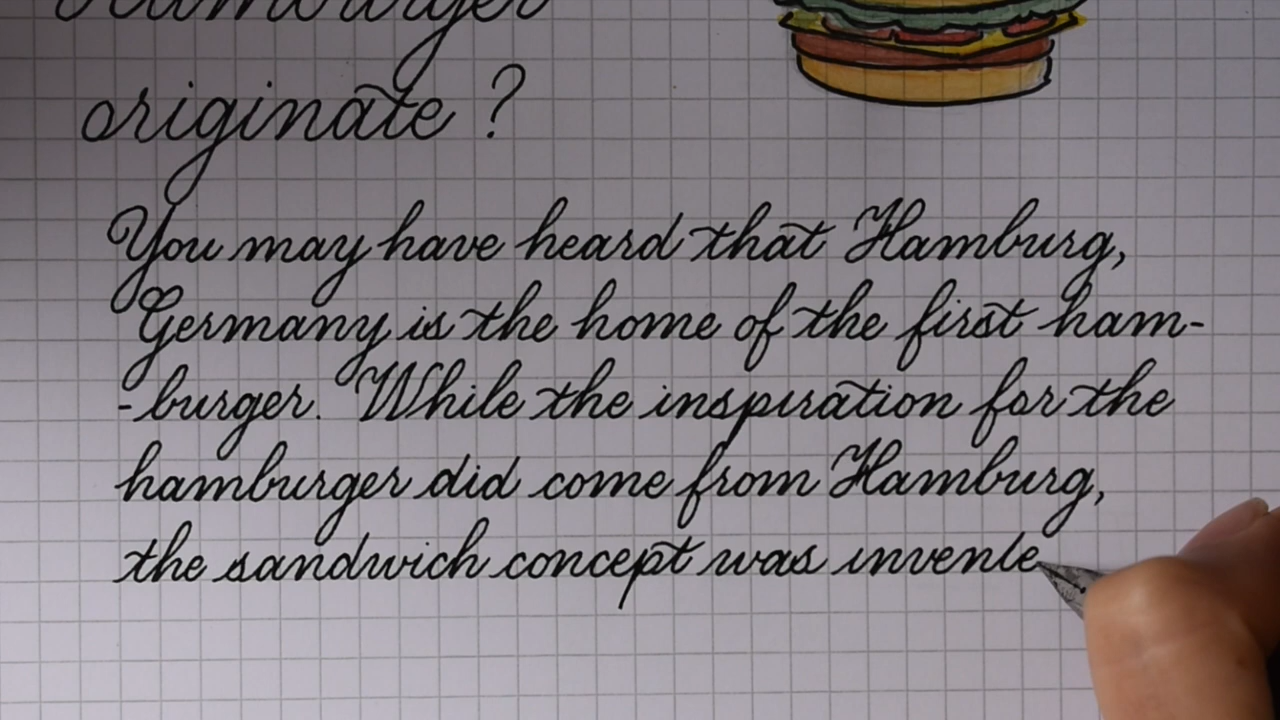 hamburger
originate ?
You may have heard that Hamburg,
Germany is the home of the first ham-
-burger. While the inspiration for the
hamburger did come from Hamburg,
the sandwich concept was invente